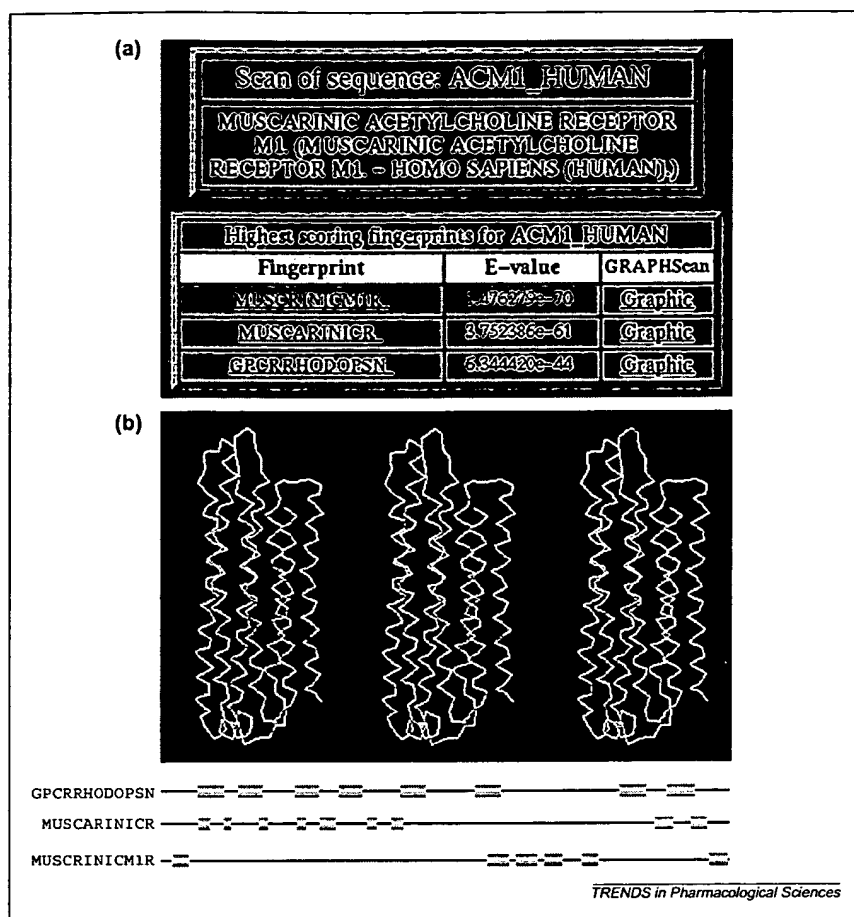 (a)
Scan of sequence: ACM1_HUMAN
MUSCARINIC ACETYLCHOLINE RECEPTOR
M1 (MUSCARINIC ACETYLCHOLINE
RECEPTOR M1 - HOMO SAPIENS (HUMAN).)
Highest scoring fingerprints for ACM1_HUMAN
Fingerprint E-value GRAPHScan
MUSCRINICM1R Graphic
MUSCARINICR 3.752386e-61 Graphic
GPCRRHODOPSN 6.344420e-44 Graphic
(b)
GPCRRHODOPSN
MUSCARINICR
MUSCRINICM1R
TRENDS in Pharmacological Sciences